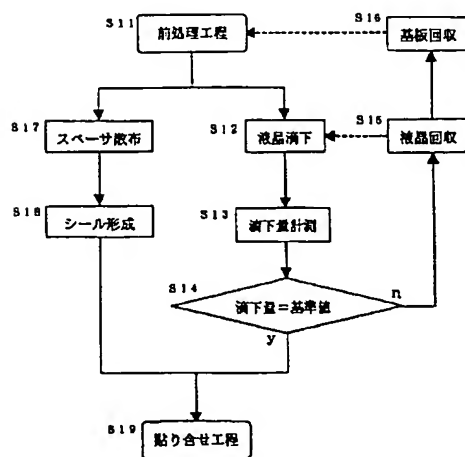 S11
前処理工程
S16
基板回収
S17
スペーサ散布
S12
液晶滴下
S15
液晶回収
S18
シール形成
S13
滴下量計測
S14
滴下量＝基準値
n
y
S19
貼り合せ工程